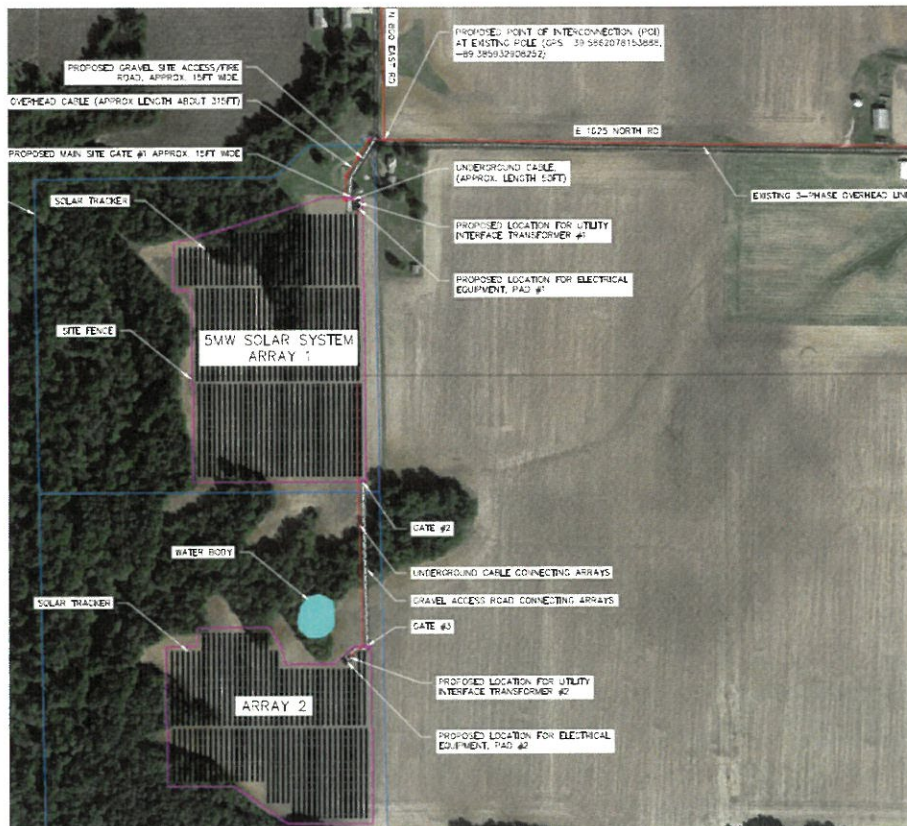 N 800 EAST RD
PROPOSED POINT OF INTERCONNECTION (POI)
AT EXISTING POLE (GPS: 39.5862078153888,
-89.385932908252)
PROPOSED GRAVEL SITE ACCESS/FIRE
ROAD, APPROX. 15FT WIDE
OVERHEAD CABLE (APPROX LENGTH ABOUT 315FT)
E 1025 NORTH RD
PROPOSED MAIN SITE GATE #1 APPROX. 15FT WIDE
UNDERGROUND CABLE,
(APPROX. LENGTH 50FT)
EXISTING 3-PHASE OVERHEAD LINE
SOLAR TRACKER
PROPOSED LOCATION FOR UTILITY
INTERFACE TRANSFORMER #1
PROPOSED LOCATION FOR ELECTRICAL
EQUIPMENT, PAD #1
SITE FENCE
5MW SOLAR SYSTEM
ARRAY 1
GATE #2
WATER BODY
UNDERGROUND CABLE CONNECTING ARRAYS
GRAVEL ACCESS ROAD CONNECTING ARRAYS
SOLAR TRACKER
GATE #3
PROPOSED LOCATION FOR UTILITY
INTERFACE TRANSFORMER #2
ARRAY 2
PROPOSED LOCATION FOR ELECTRICAL
EQUIPMENT, PAD #2